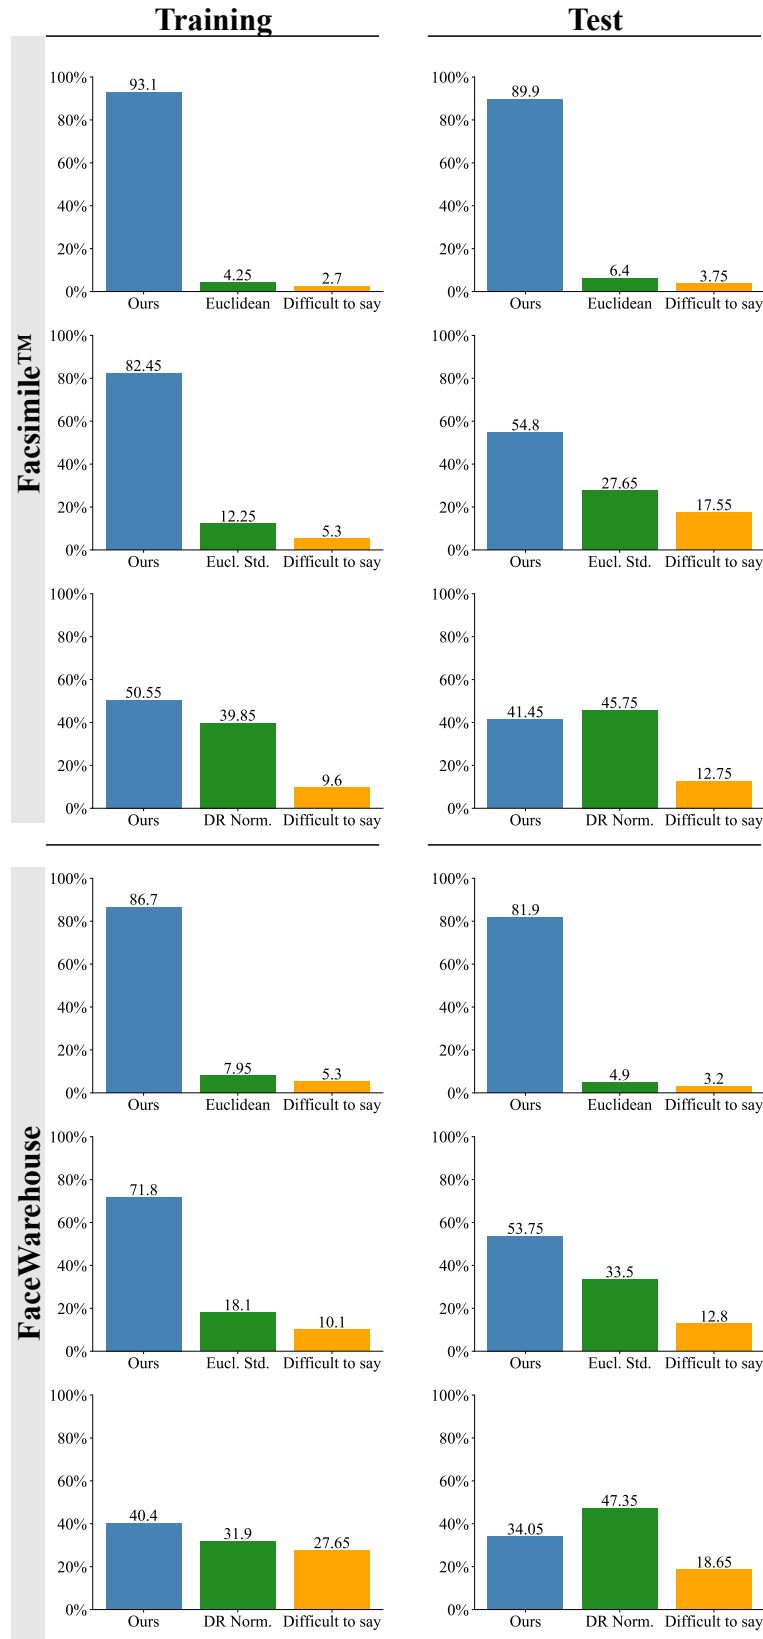 Training
Test
Facsimile™
100%
80%
60%
40%
20%
0%
93.1
4.25
2.7
Ours
Euclidean
Difficult to say
100%
80%
60%
40%
20%
0%
89.9
6.4
3.75
Ours
Euclidean
Difficult to say
100%
80%
60%
40%
20%
0%
82.45
12.25
5.3
Ours
Eucl. Std.
Difficult to say
100%
80%
60%
40%
20%
0%
54.8
27.65
17.55
Ours
Eucl. Std.
Difficult to say
100%
80%
60%
40%
20%
0%
50.55
39.85
9.6
Ours
DR Norm.
Difficult to say
100%
80%
60%
40%
20%
0%
41.45
45.75
12.75
Ours
DR Norm.
Difficult to say
FaceWarehouse
100%
80%
60%
40%
20%
0%
86.7
7.95
5.3
Ours
Euclidean
Difficult to say
100%
80%
60%
40%
20%
0%
81.9
4.9
3.2
Ours
Euclidean
Difficult to say
100%
80%
60%
40%
20%
0%
71.8
18.1
10.1
Ours
Eucl. Std.
Difficult to say
100%
80%
60%
40%
20%
0%
53.75
33.5
12.8
Ours
Eucl. Std.
Difficult to say
100%
80%
60%
40%
20%
0%
40.4
31.9
27.65
Ours
DR Norm.
Difficult to say
100%
80%
60%
40%
20%
0%
34.05
47.35
18.65
Ours
DR Norm.
Difficult to say